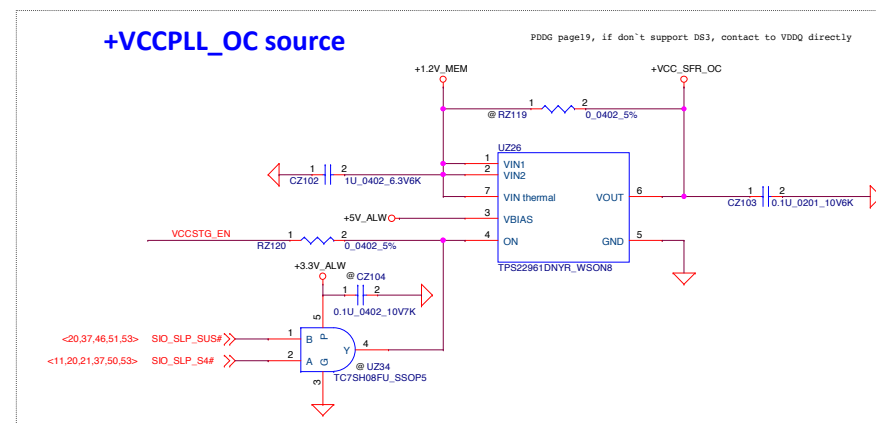 +VCCPLL_OC source
PDDG page19, if don`t support DS3, contact to VDDQ directly
+1.2V_MEM
+VCC_SFR_OC
1 2
@ RZ119 0_0402_5%
UZ26
1 VIN1
2 VIN2
7 VIN thermal VOUT 6
3 VBIAS
4 ON GND 5
TPS22961DNYR_WSON8
1 2
CZ102 1U_0402_6.3V6K
1 2
CZ103 0.1U_0201_10V6K
+5V_ALW
VCCSTG_EN
1 2
RZ120 0_0402_5%
+3.3V_ALW
@ CZ104
1 2
0.1U_0402_10V7K
5
<20,37,46,51,53> SIO_SLP_SUS# 1 B P
Y 4
<11,20,21,37,50,53> SIO_SLP_S4# 2 A G
3
@ UZ34
TC7SH08FU_SSOP5